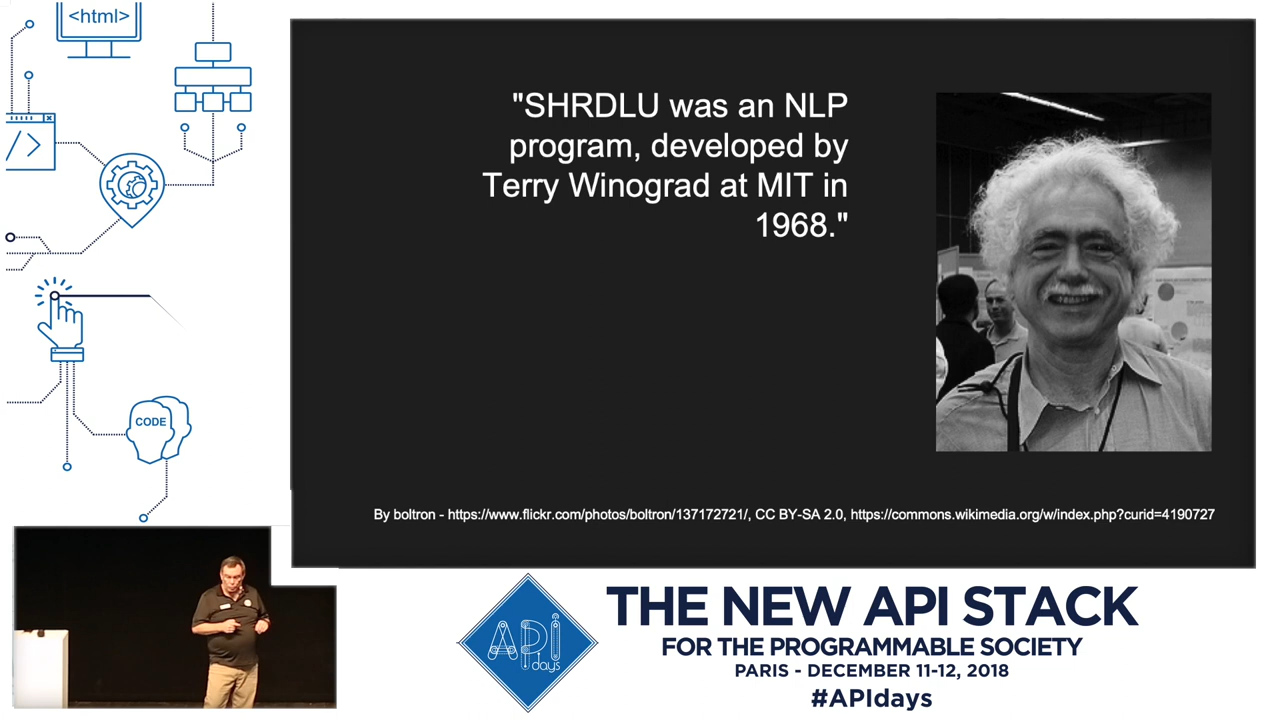 <html>
"SHRDLU was an NLP
program, developed by
Terry Winograd at MIT in
1968."
/>
CODE
By boltron - https://www.flickr.com/photos/boltron/137172721/, CC BY-SA 2.0, https://commons.wikimedia.org/w/index.php?curid=4190727
API
days
THE NEW API STACK
FOR THE PROGRAMMABLE SOCIETY
PARIS - DECEMBER 11-12, 2018
#APIdays